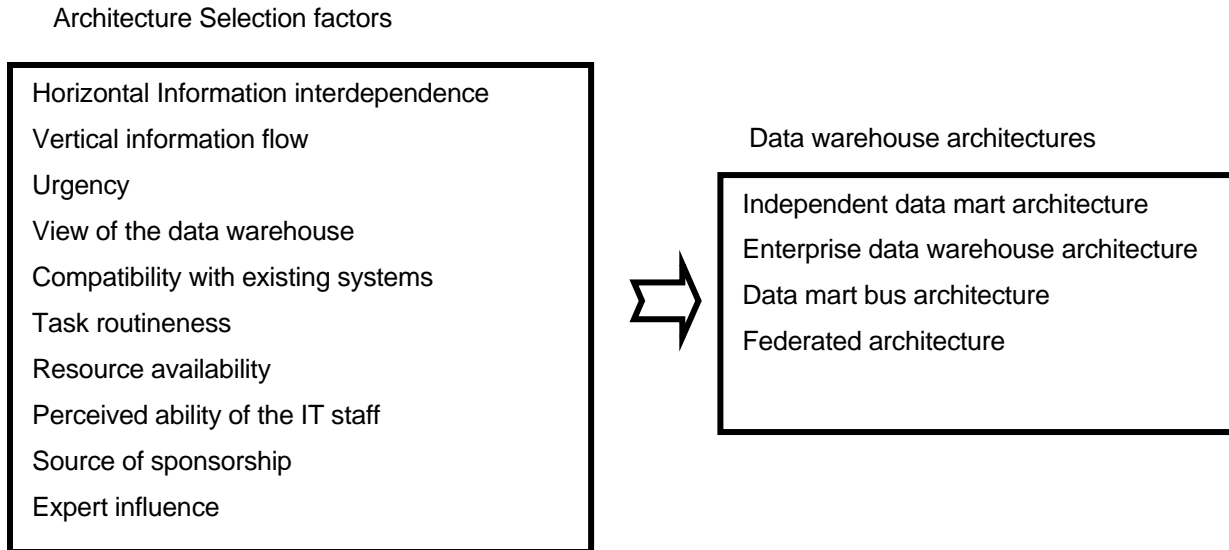 Architecture Selection factors
Horizontal Information interdependence
Vertical information flow
Urgency
View of the data warehouse
Compatibility with existing systems
Task routineness
Resource availability
Perceived ability of the IT staff
Source of sponsorship
Expert influence
Data warehouse architectures
Independent data mart architecture
Enterprise data warehouse architecture
Data mart bus architecture
Federated architecture